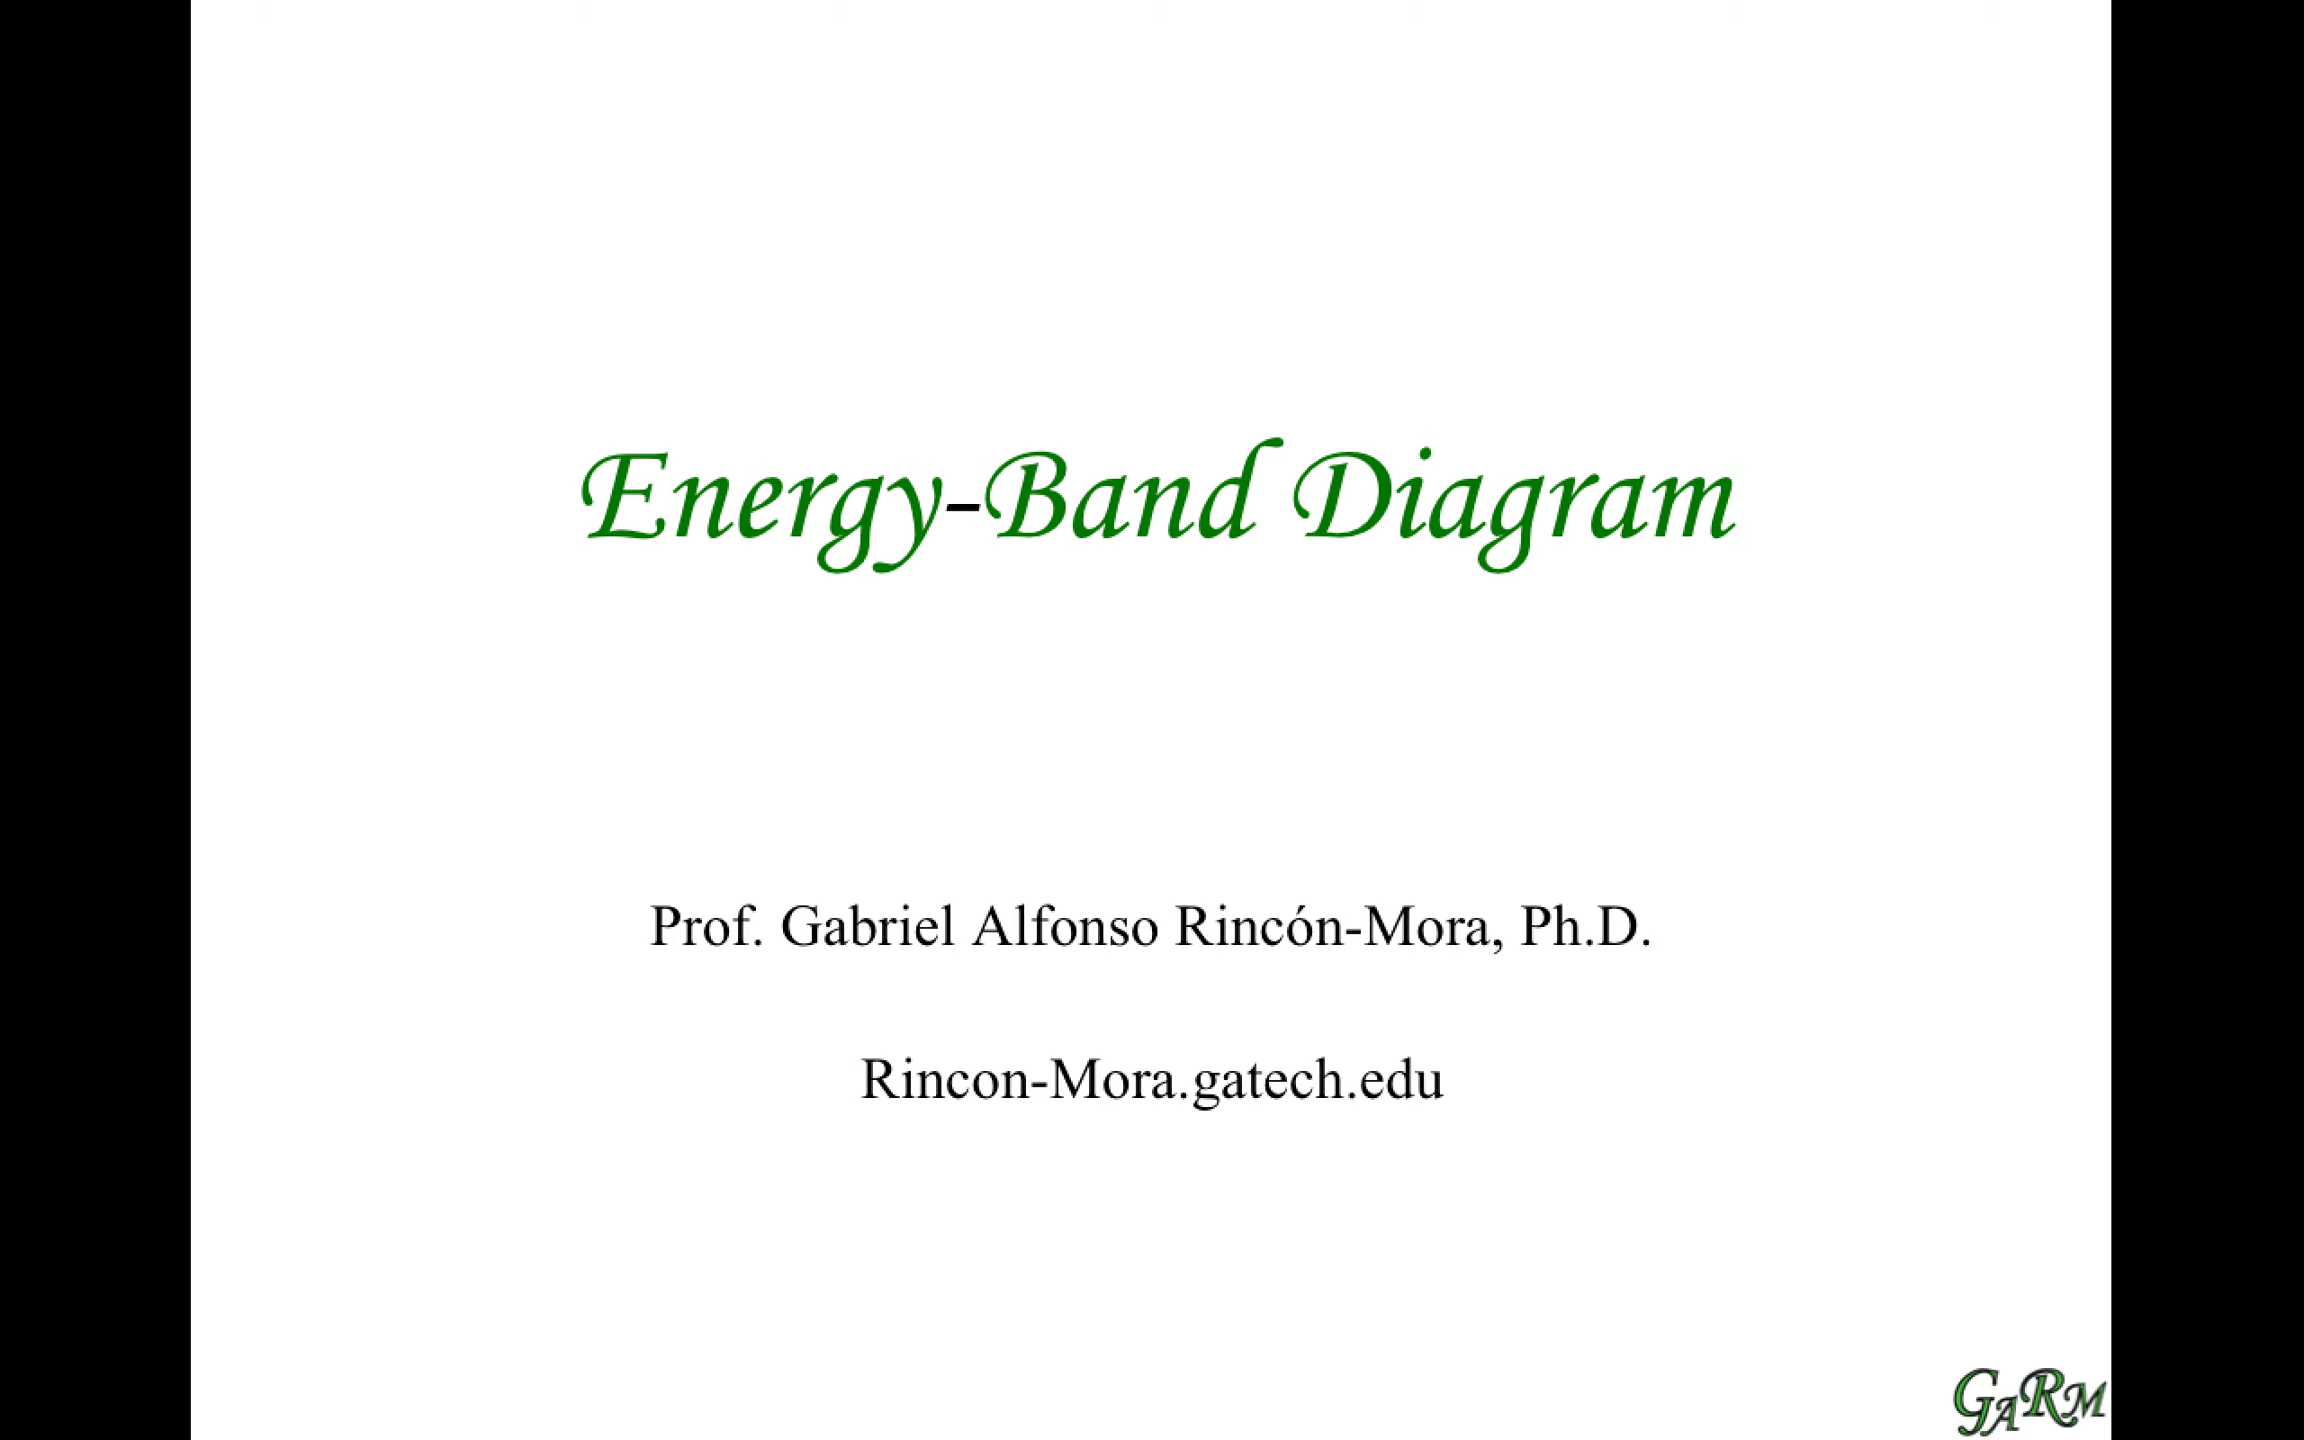 Energy-Band Diagram
Prof. Gabriel Alfonso Rincón-Mora, Ph.D.
Rincon-Mora.gatech.edu
GARM